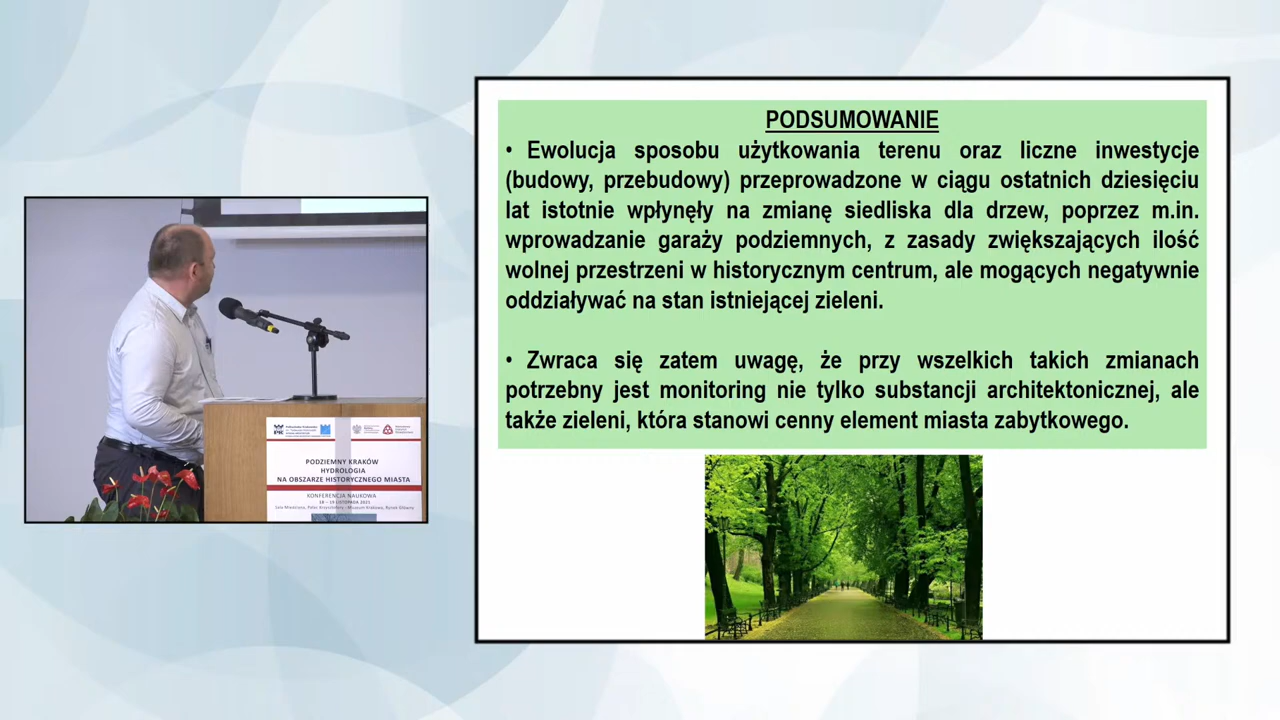 PODSUMOWANIE
• Ewolucja sposobu użytkowania terenu oraz liczne inwestycje
(budowy, przebudowy) przeprowadzone w ciągu ostatnich dziesięciu
lat istotnie wpłynęły na zmianę siedliska dla drzew, poprzez m.in.
wprowadzanie garaży podziemnych, z zasady zwiększających ilość
wolnej przestrzeni w historycznym centrum, ale mogących negatywnie
oddziaływać na stan istniejącej zieleni.
• Zwraca się zatem uwagę, że przy wszelkich takich zmianach
potrzebny jest monitoring nie tylko substancji architektonicznej, ale
także zieleni, która stanowi cenny element miasta zabytkowego.
PODZIEMNY KRAKÓW
HYDROLOGIA
NA OBSZARZE HISTORYCZNEGO MIASTA
KONFERENCJA NAUKOWA
18 – 19 LISTOPADA 2021